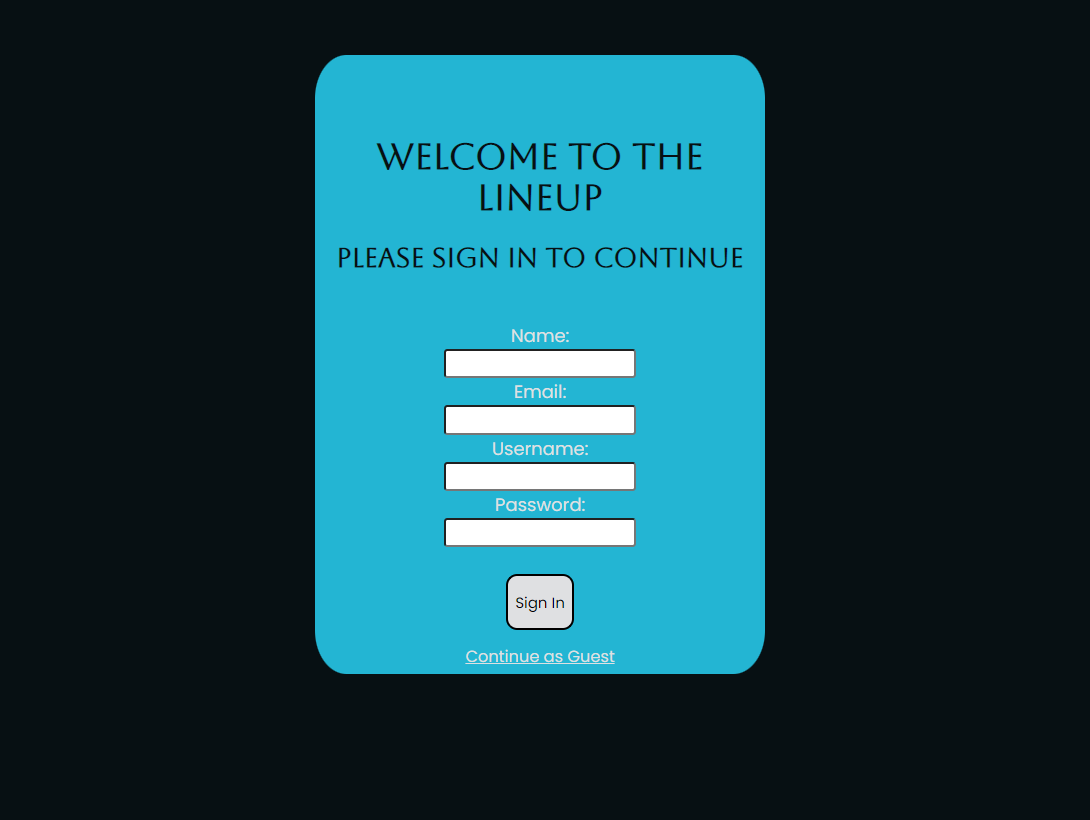 WELCOME TO THE
LINEUP
PLEASE SIGN IN TO CONTINUE
Name:
Email:
Username:
Password:
Sign In
Continue as Guest